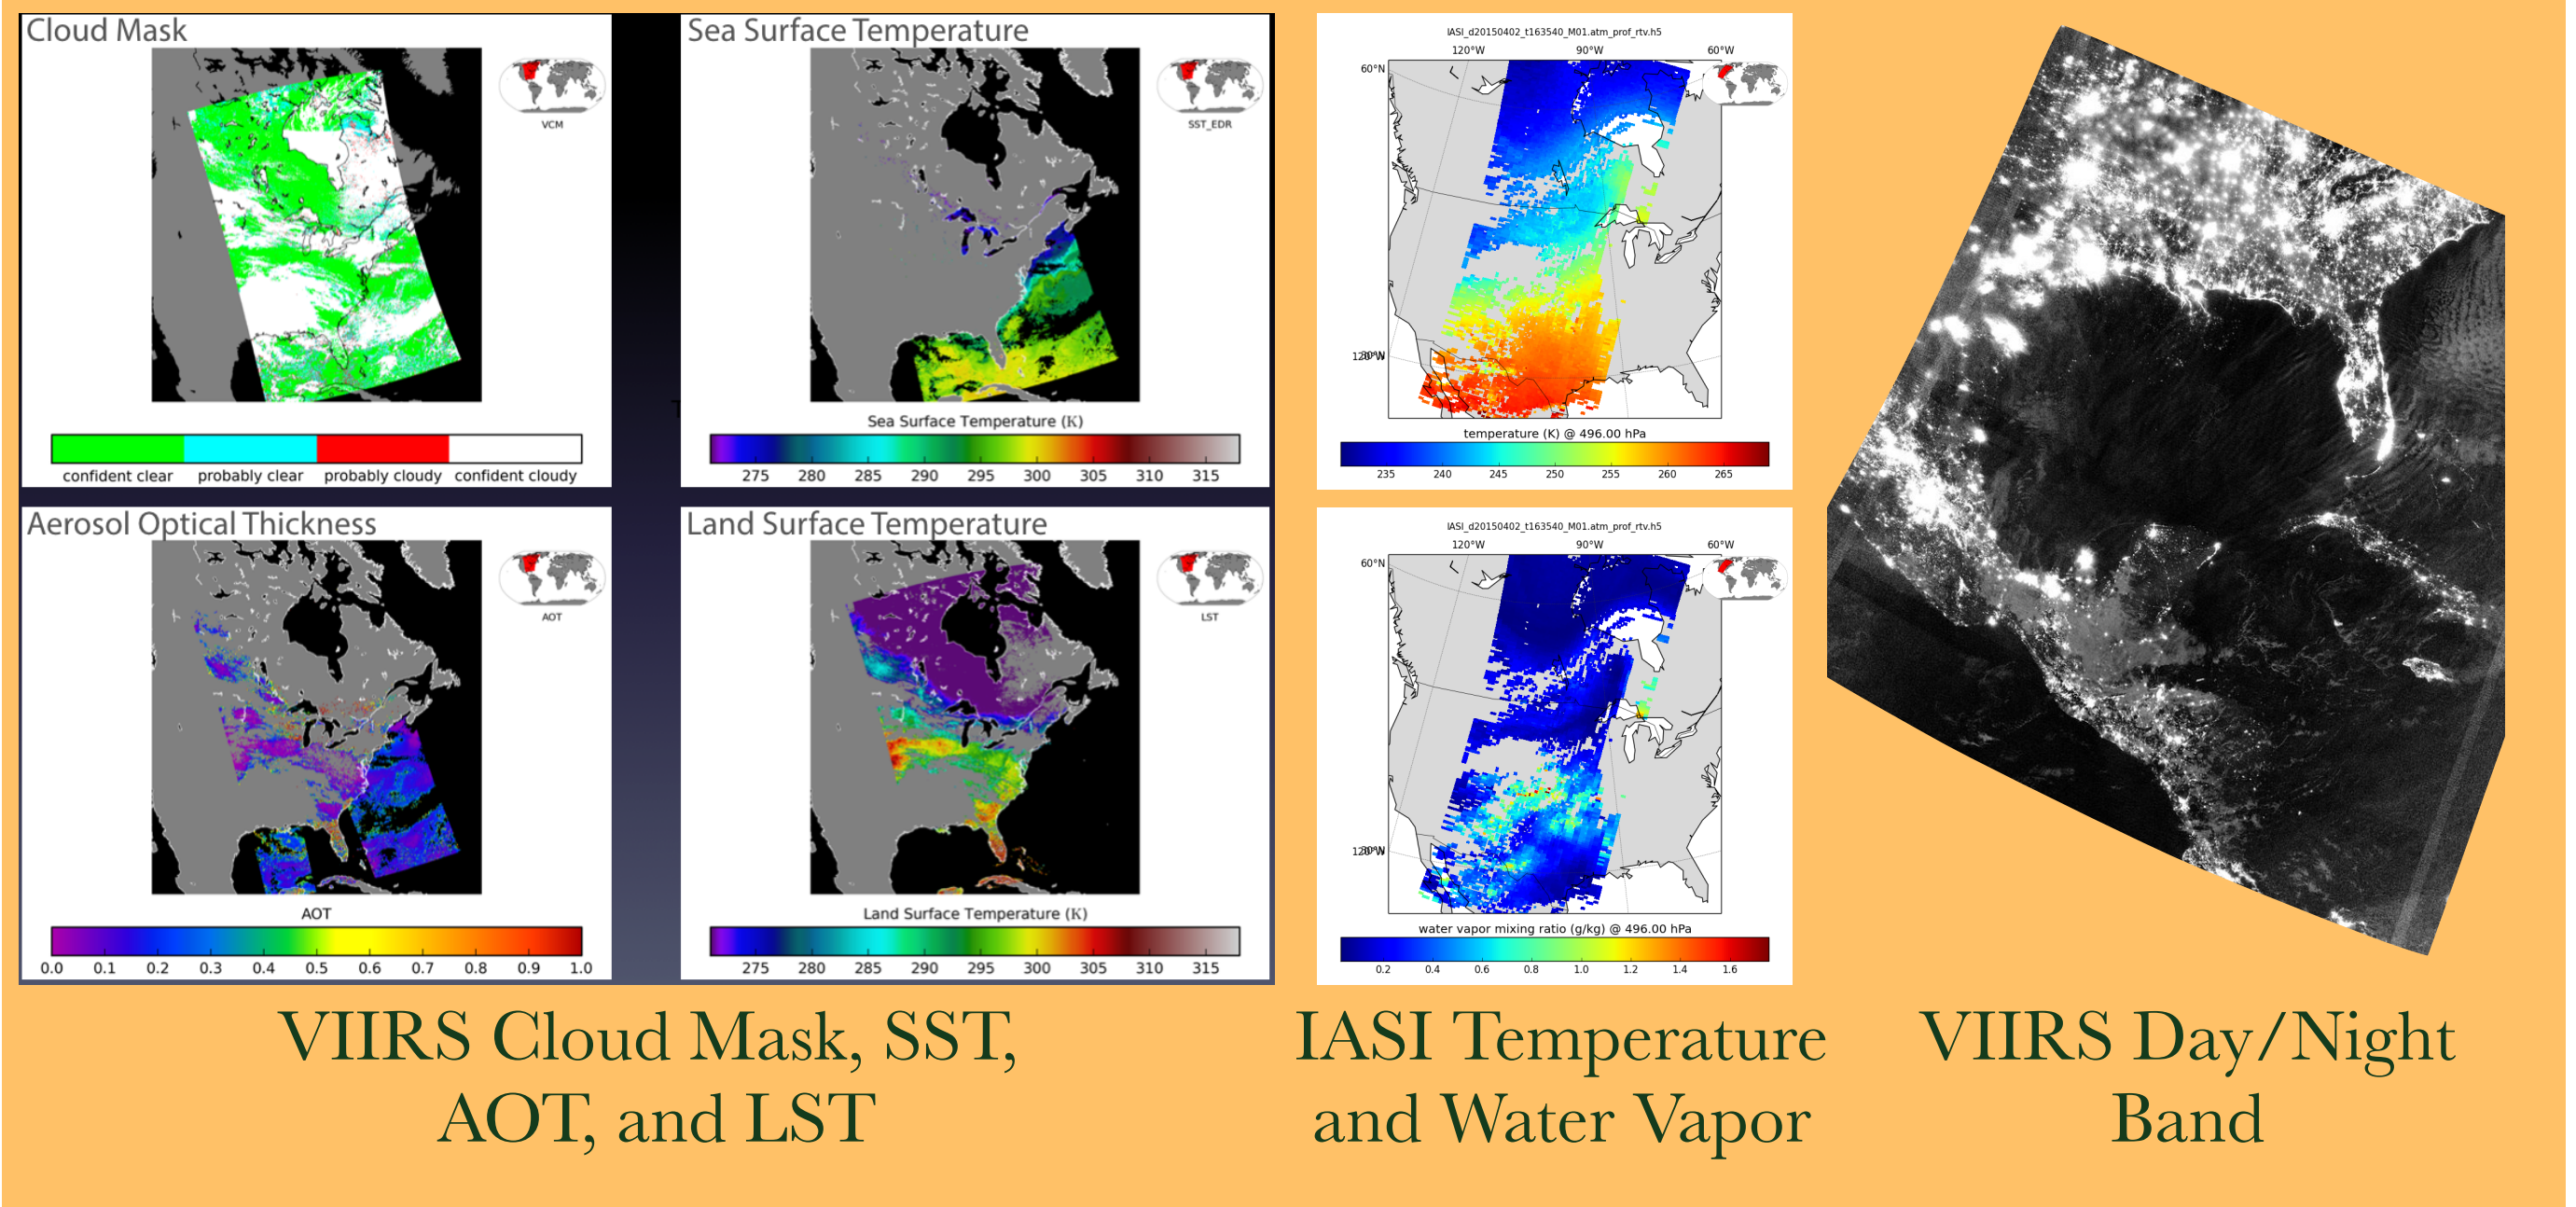 Cloud Mask
VCM
confident clear probably clear probably cloudy confident cloudy
Sea Surface Temperature
SST_EDR
Sea Surface Temperature (K)
275 280 285 290 295 300 305 310 315
Aerosol Optical Thickness
AOT
AOT
0.0 0.1 0.2 0.3 0.4 0.5 0.6 0.7 0.8 0.9 1.0
Land Surface Temperature
LST
Land Surface Temperature (K)
275 280 285 290 295 300 305 310 315
VIIRS Cloud Mask, SST,
AOT, and LST
IASI_d20150402_t163540_M01.atm_prof_rtv.h5
120°W 90°W 60°W
60°N
temperature (K) @ 496.00 hPa
235 240 245 250 255 260 265
IASI_d20150402_t163540_M01.atm_prof_rtv.h5
120°W 90°W 60°W
60°N
water vapor mixing ratio (g/kg) @ 496.00 hPa
0.2 0.4 0.6 0.8 1.0 1.2 1.4 1.6
IASI Temperature
and Water Vapor
VIIRS Day/Night
Band